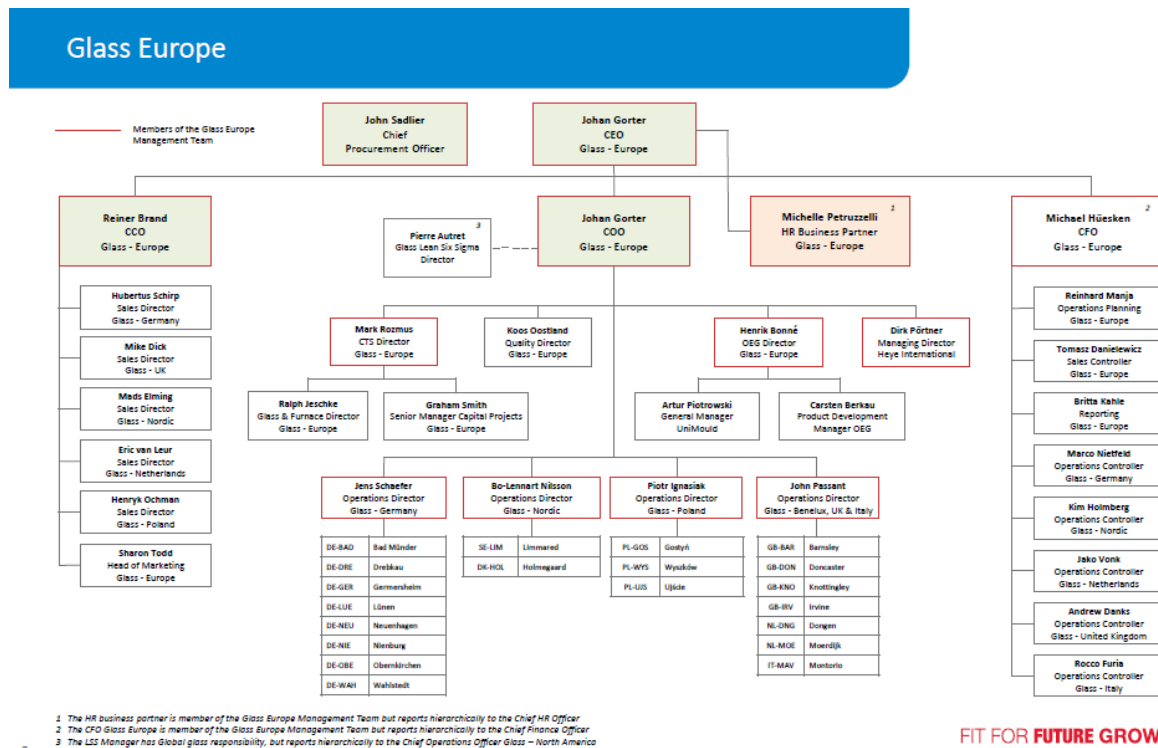 Glass Europe
Members of the Glass Europe
Management Team
John Sadlier
Chief
Procurement Officer
Johan Gorter
CEO
Glass - Europe
Reiner Brand
CCO
Glass - Europe
3
Pierre Autret
Glass Lean Six Sigma
Director
Johan Gorter
COO
Glass - Europe
1
Michelle Petruzzelli
HR Business Partner
Glass - Europe
2
Michael Hüesken
CFO
Glass - Europe
Hubertus Schirp
Sales Director
Glass - Germany
Mike Dick
Sales Director
Glass - UK
Mads Elming
Sales Director
Glass - Nordic
Eric van Leur
Sales Director
Glass - Netherlands
Henryk Ochman
Sales Director
Glass - Poland
Sharon Todd
Head of Marketing
Glass - Europe
Mark Rozmus
CTS Director
Glass - Europe
Koos Oostland
Quality Director
Glass - Europe
Henrik Bonné
OEG Director
Glass - Europe
Dirk Pörtner
Managing Director
Heye International
Ralph Jeschke
Glass & Furnace Director
Glass - Europe
Graham Smith
Senior Manager Capital Projects
Glass - Europe
Artur Piotrowski
General Manager
UniMould
Carsten Berkau
Product Development
Manager OEG
Jens Schaefer
Operations Director
Glass - Germany
DE-BAD Bad Münder
DE-DRE Drebkau
DE-GER Germersheim
DE-LUE Lünen
DE-NEU Neuenhagen
DE-NIE Nienburg
DE-OBE Obernkirchen
DE-WAH Wahlstedt
Bo-Lennart Nilsson
Operations Director
Glass - Nordic
SE-LIM Limmared
DK-HOL Holmegaard
Piotr Ignasiak
Operations Director
Glass - Poland
PL-GOS Gostyń
PL-WYS Wyszków
PL-UJS Ujście
John Passant
Operations Director
Glass - Benelux, UK & Italy
GB-BAR Barnsley
GB-DON Doncaster
GB-KNO Knottingley
GB-IRV Irvine
NL-DNG Dongen
NL-MOE Moerdijk
IT-MAV Montorio
Reinhard Manja
Operations Planning
Glass - Europe
Tomasz Danielewicz
Sales Controller
Glass - Europe
Britta Kahle
Reporting
Glass - Europe
Marco Nietfeld
Operations Controller
Glass - Germany
Kim Holmberg
Operations Controller
Glass - Nordic
Jako Vonk
Operations Controller
Glass - Netherlands
Andrew Danks
Operations Controller
Glass - United Kingdom
Rocco Furia
Operations Controller
Glass - Italy
1 The HR business partner is member of the Glass Europe Management Team but reports hierarchically to the Chief HR Officer
2 The CFO Glass Europe is member of the Glass Europe Management Team but reports hierarchically to the Chief Finance Officer
3 The LSS Manager has Global glass responsibility, but reports hierarchically to the Chief Operations Officer Glass – North America
FIT FOR FUTURE GROW